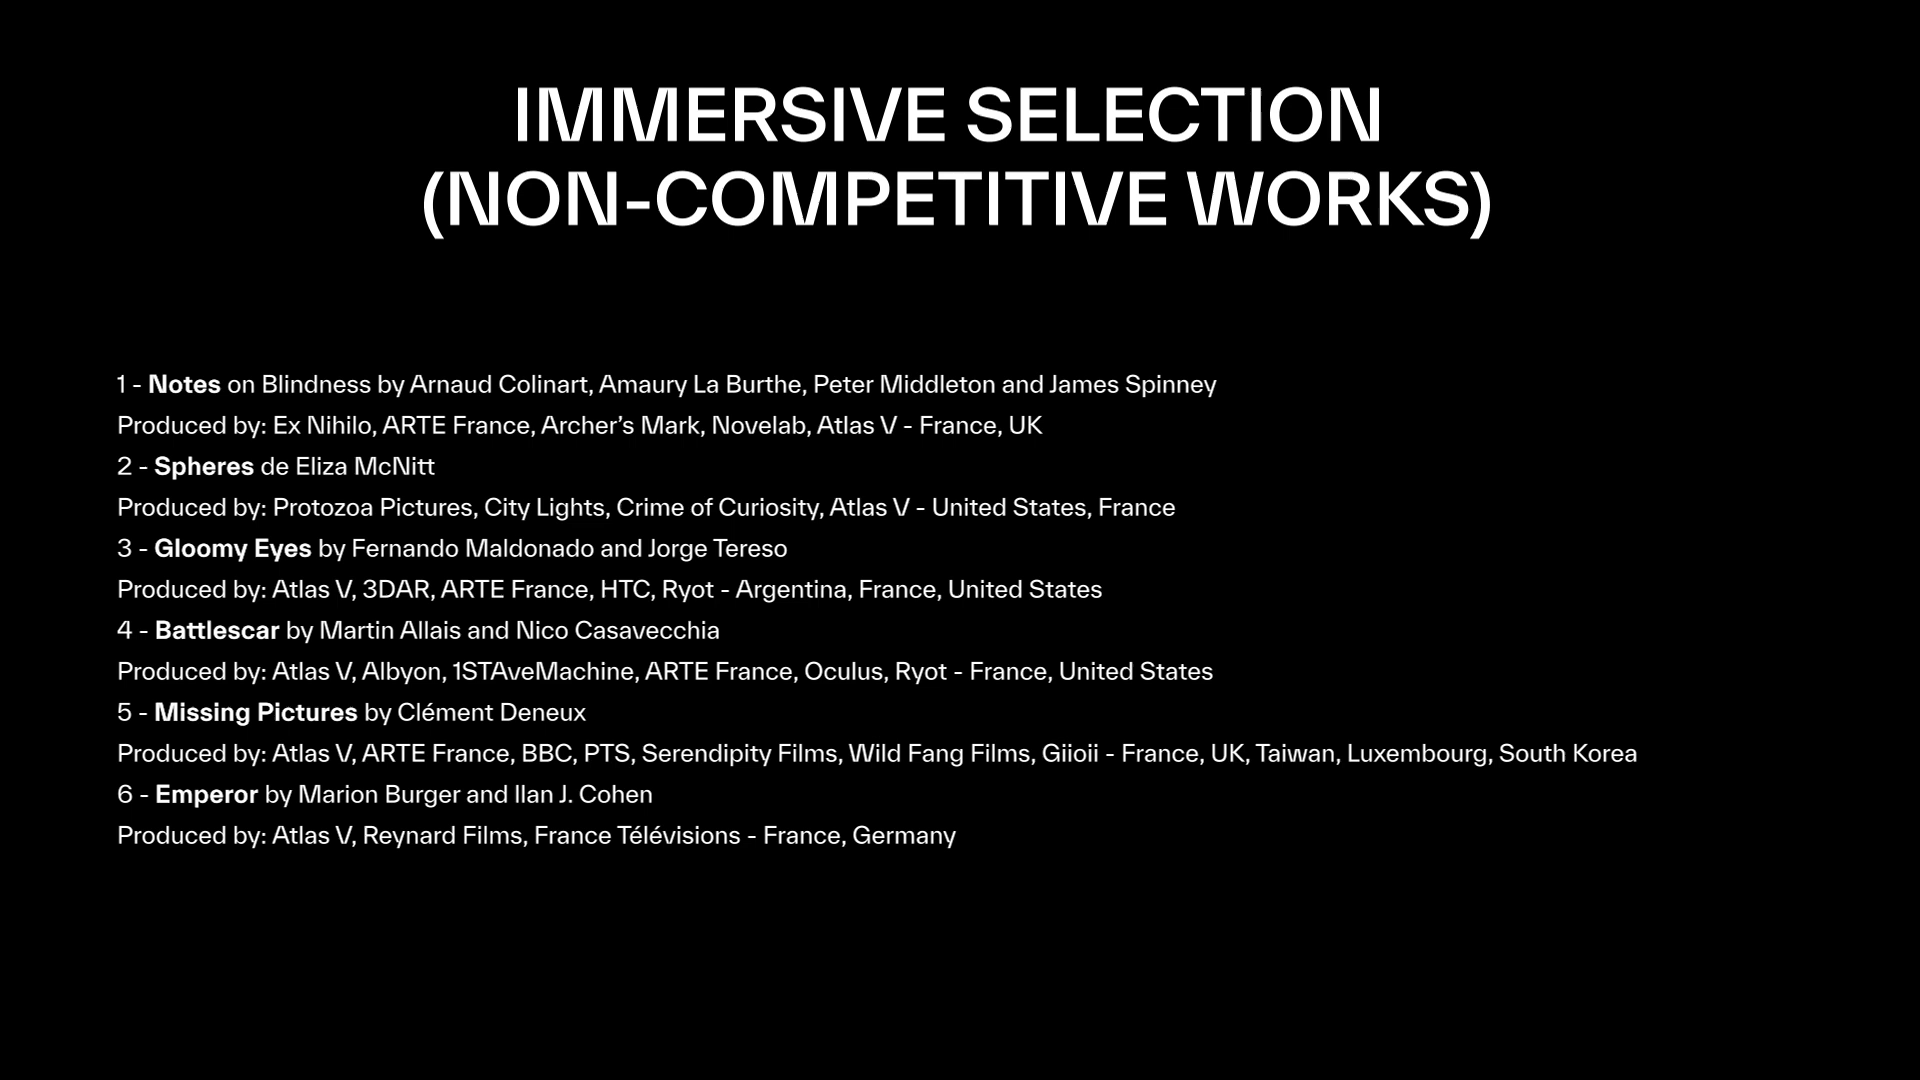 IMMERSIVE SELECTION
(NON-COMPETITIVE WORKS)
1 - Notes on Blindness by Arnaud Colinart, Amaury La Burthe, Peter Middleton and James Spinney
Produced by: Ex Nihilo, ARTE France, Archer’s Mark, Novelab, Atlas V - France, UK
2 - Spheres de Eliza McNitt
Produced by: Protozoa Pictures, City Lights, Crime of Curiosity, Atlas V - United States, France
3 - Gloomy Eyes by Fernando Maldonado and Jorge Tereso
Produced by: Atlas V, 3DAR, ARTE France, HTC, Ryot - Argentina, France, United States
4 - Battlescar by Martin Allais and Nico Casavecchia
Produced by: Atlas V, Albyon, 1STAveMachine, ARTE France, Oculus, Ryot - France, United States
5 - Missing Pictures by Clément Deneux
Produced by: Atlas V, ARTE France, BBC, PTS, Serendipity Films, Wild Fang Films, Giioii - France, UK, Taiwan, Luxembourg, South Korea
6 - Emperor by Marion Burger and Ilan J. Cohen
Produced by: Atlas V, Reynard Films, France Télévisions - France, Germany